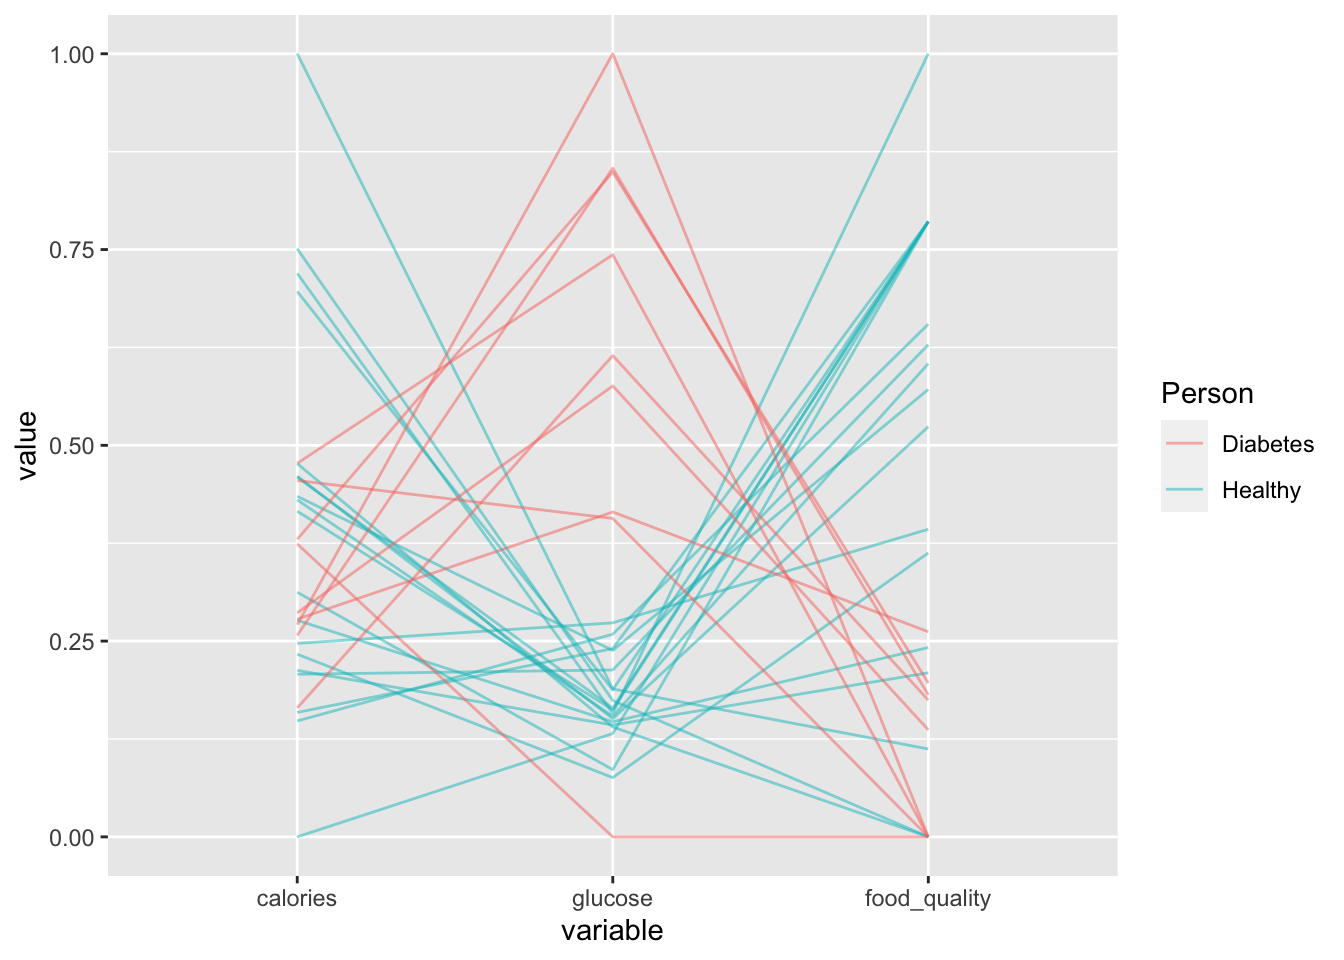 1.00
0.75
0.50
0.25
0.00
value
calories glucose food_quality
variable
Person
Diabetes
Healthy